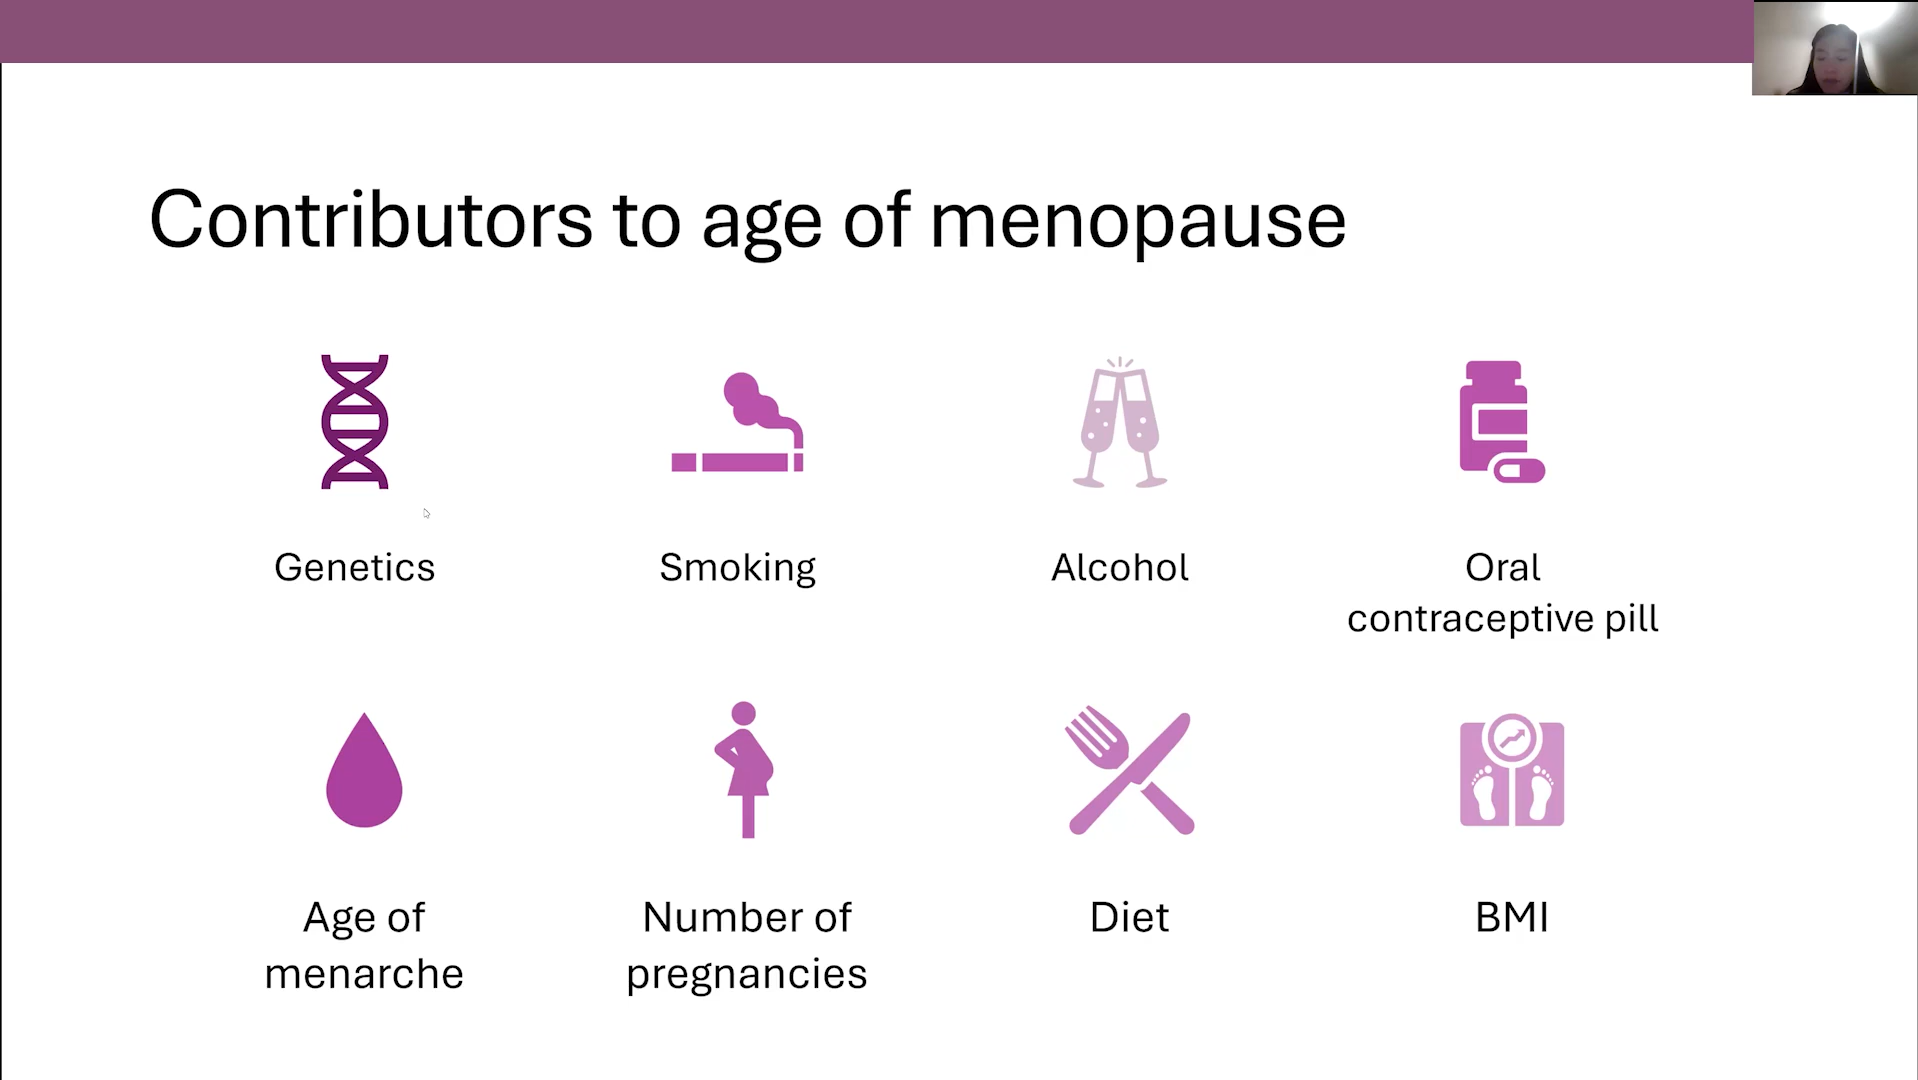 Contributors to age of menopause
Genetics
Smoking
Alcohol
Oral
contraceptive pill
Age of
menarche
Number of
pregnancies
Diet
BMI